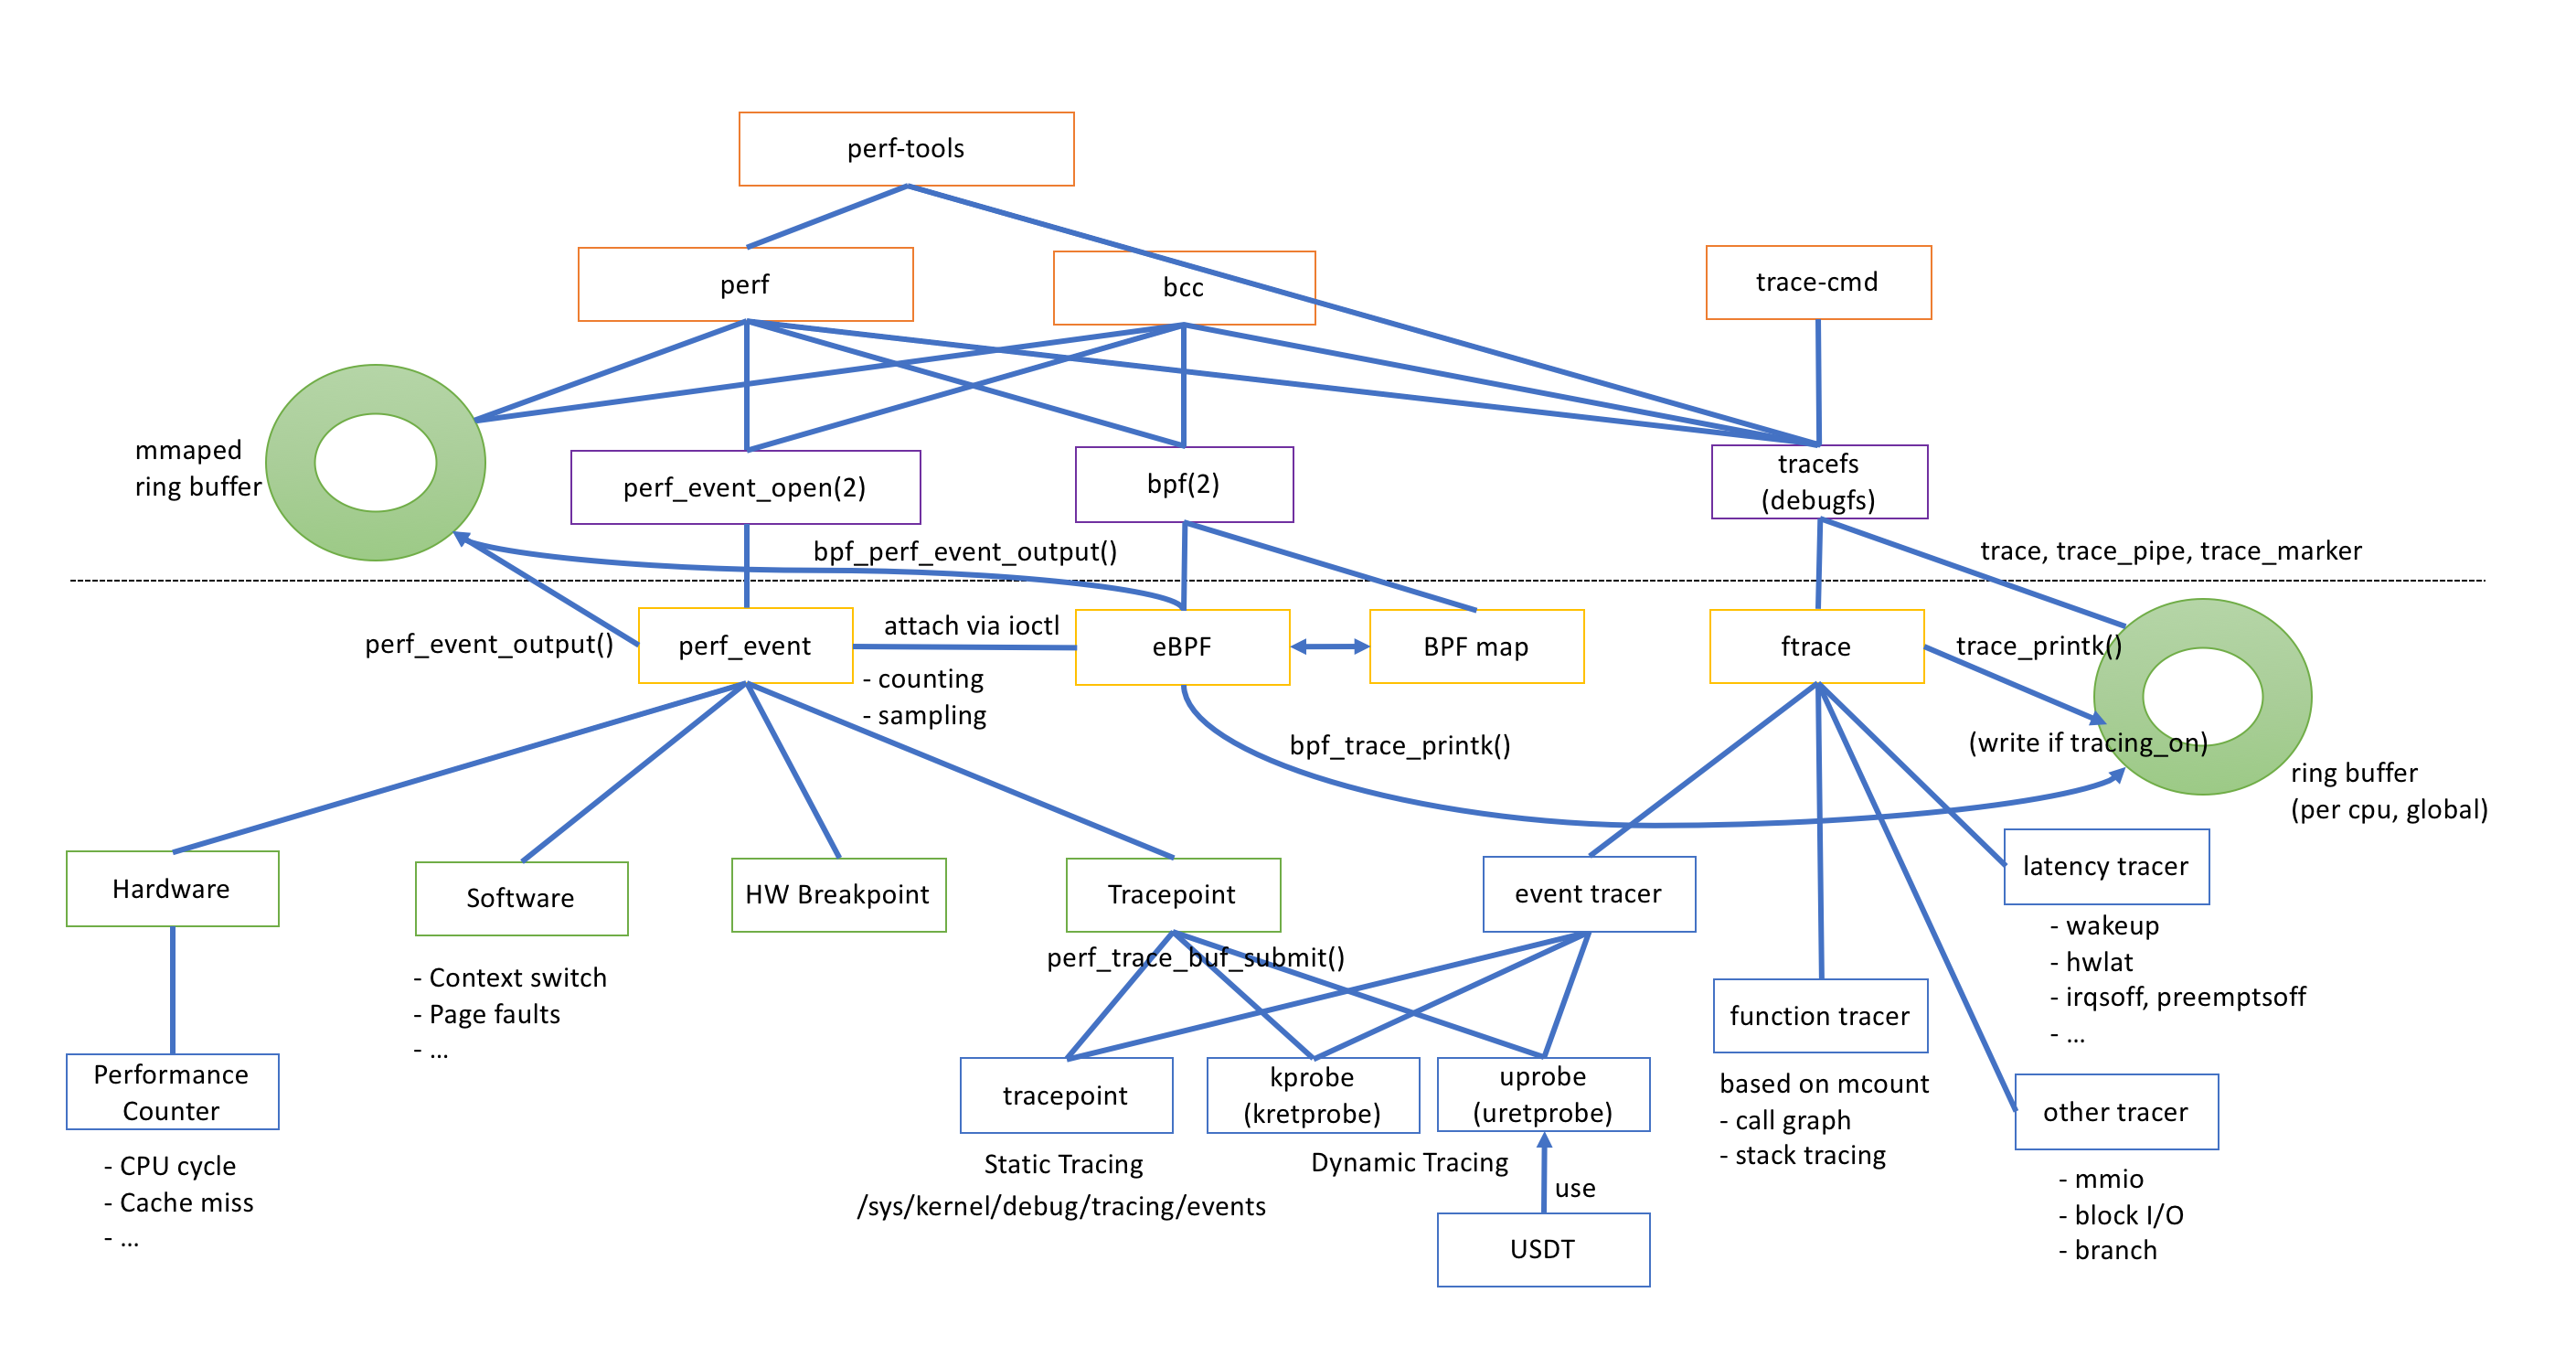 perf-tools
perf
bcc
trace-cmd
mmaped
ring buffer
perf_event_open(2)
bpf(2)
tracefs
(debugfs)
bpf_perf_event_output()
trace, trace_pipe, trace_marker
perf_event_output()
perf_event
attach via ioctl
- counting
- sampling
eBPF
BPF map
ftrace
trace_printk()
(write if tracing_on)
bpf_trace_printk()
ring buffer
(per cpu, global)
Hardware
Software
HW Breakpoint
Tracepoint
event tracer
latency tracer
- wakeup
- hwlat
- irqsoff, preemptsoff
- ...
perf_trace_buf_submit()
- Context switch
- Page faults
- ...
Performance
Counter
- CPU cycle
- Cache miss
- ...
tracepoint
kprobe
(kretprobe)
uprobe
(uretprobe)
function tracer
based on mcount
- call graph
- stack tracing
other tracer
- mmio
- block I/O
- branch
Static Tracing
/sys/kernel/debug/tracing/events
Dynamic Tracing
use
USDT